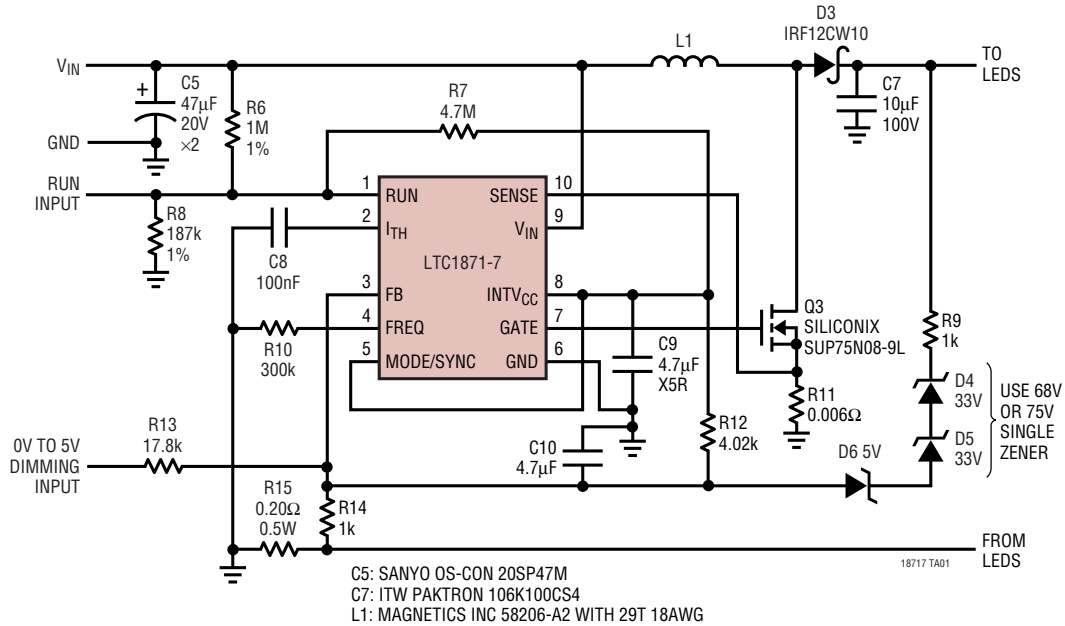 D3
IRF12CW10
L1
VIN
TO
LEDS
+
C5
47µF
20V
×2
R6
1M
1%
R7
4.7M
C7
10µF
100V
GND
RUN
INPUT
1
RUN
SENSE
10
R8
187k
1%
2
ITH
VIN
9
C8
100nF
LTC1871-7
3
FB
INTVCC
8
4
FREQ
GATE
7
R10
300k
5
MODE/SYNC
GND
6
Q3
SILICONIX
SUP75N08-9L
R9
1k
C9
4.7µF
X5R
R11
0.006Ω
D4
33V
D5
33V
USE 68V
OR 75V
SINGLE
ZENER
R12
4.02k
R13
17.8k
0V TO 5V
DIMMING
INPUT
C10
4.7µF
D6 5V
R15
0.20Ω
0.5W
R14
1k
FROM
LEDS
18717 TA01
C5: SANYO OS-CON 20SP47M
C7: ITW PAKTRON 106K100CS4
L1: MAGNETICS INC 58206-A2 WITH 29T 18AWG